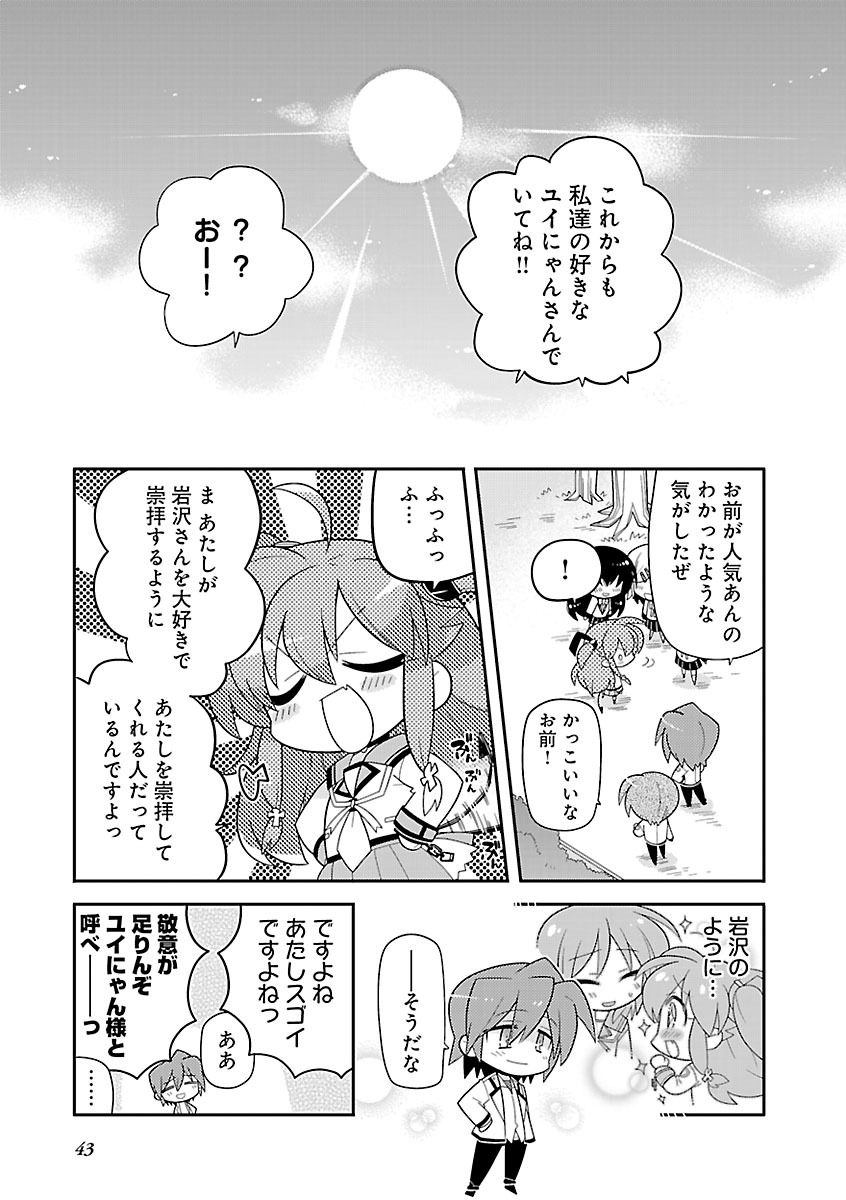 これからも
私達の好きな
ユイにゃんさんで
いてね!!
？？
おー！
お前が人気あんの
わかったような
気がしたぜ
！
かっこいいな
お前！
ふっふっ
ふ…
ま あたしが
岩沢さんを大好きで
崇拝するように
あたしを崇拝して
くれる人だって
いるんですよっ
ぶん
ぶん
ぶん
ぶん
岩沢の
ように…
――そうだな
ですよね
あたしスゴイ
ですよねっ
ああ
敬意が
足りんぞ
ユイにゃん様と
呼べ――っ
……
43